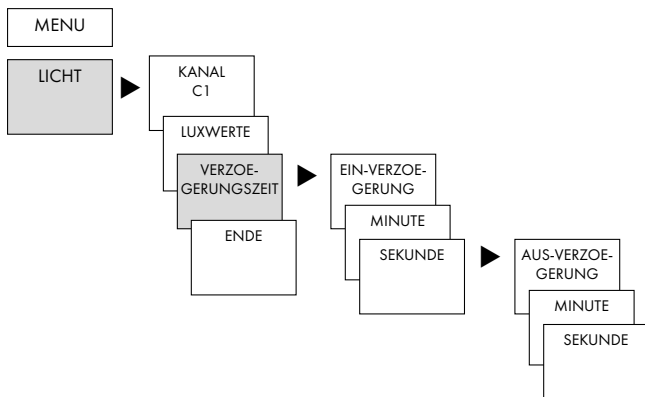 MENU
LICHT
KANAL
C1
LUXWERTE
VERZOE-
GERUNGSZEIT
ENDE
EIN-VERZOE-
GERUNG
MINUTE
SEKUNDE
AUS-VERZOE-
GERUNG
MINUTE
SEKUNDE